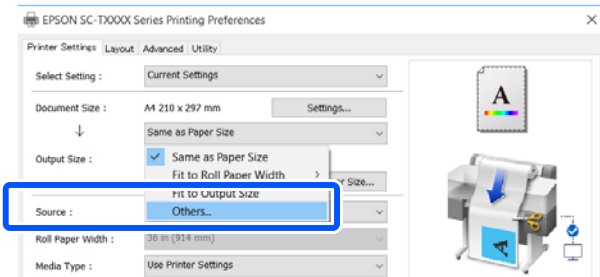 EPSON SC-TXXXX Series Printing Preferences
Printer Settings Layout Advanced Utility
Select Setting : Current Settings
Document Size : A4 210 x 297 mm Settings...
Same as Paper Size
Output Size : Same as Paper Size
Fit to Roll Paper Width
er Size...
Fit to Output Size
Source : Others...
Roll Paper Width : 36 in (914 mm)
Media Type : Use Printer Settings
A
A